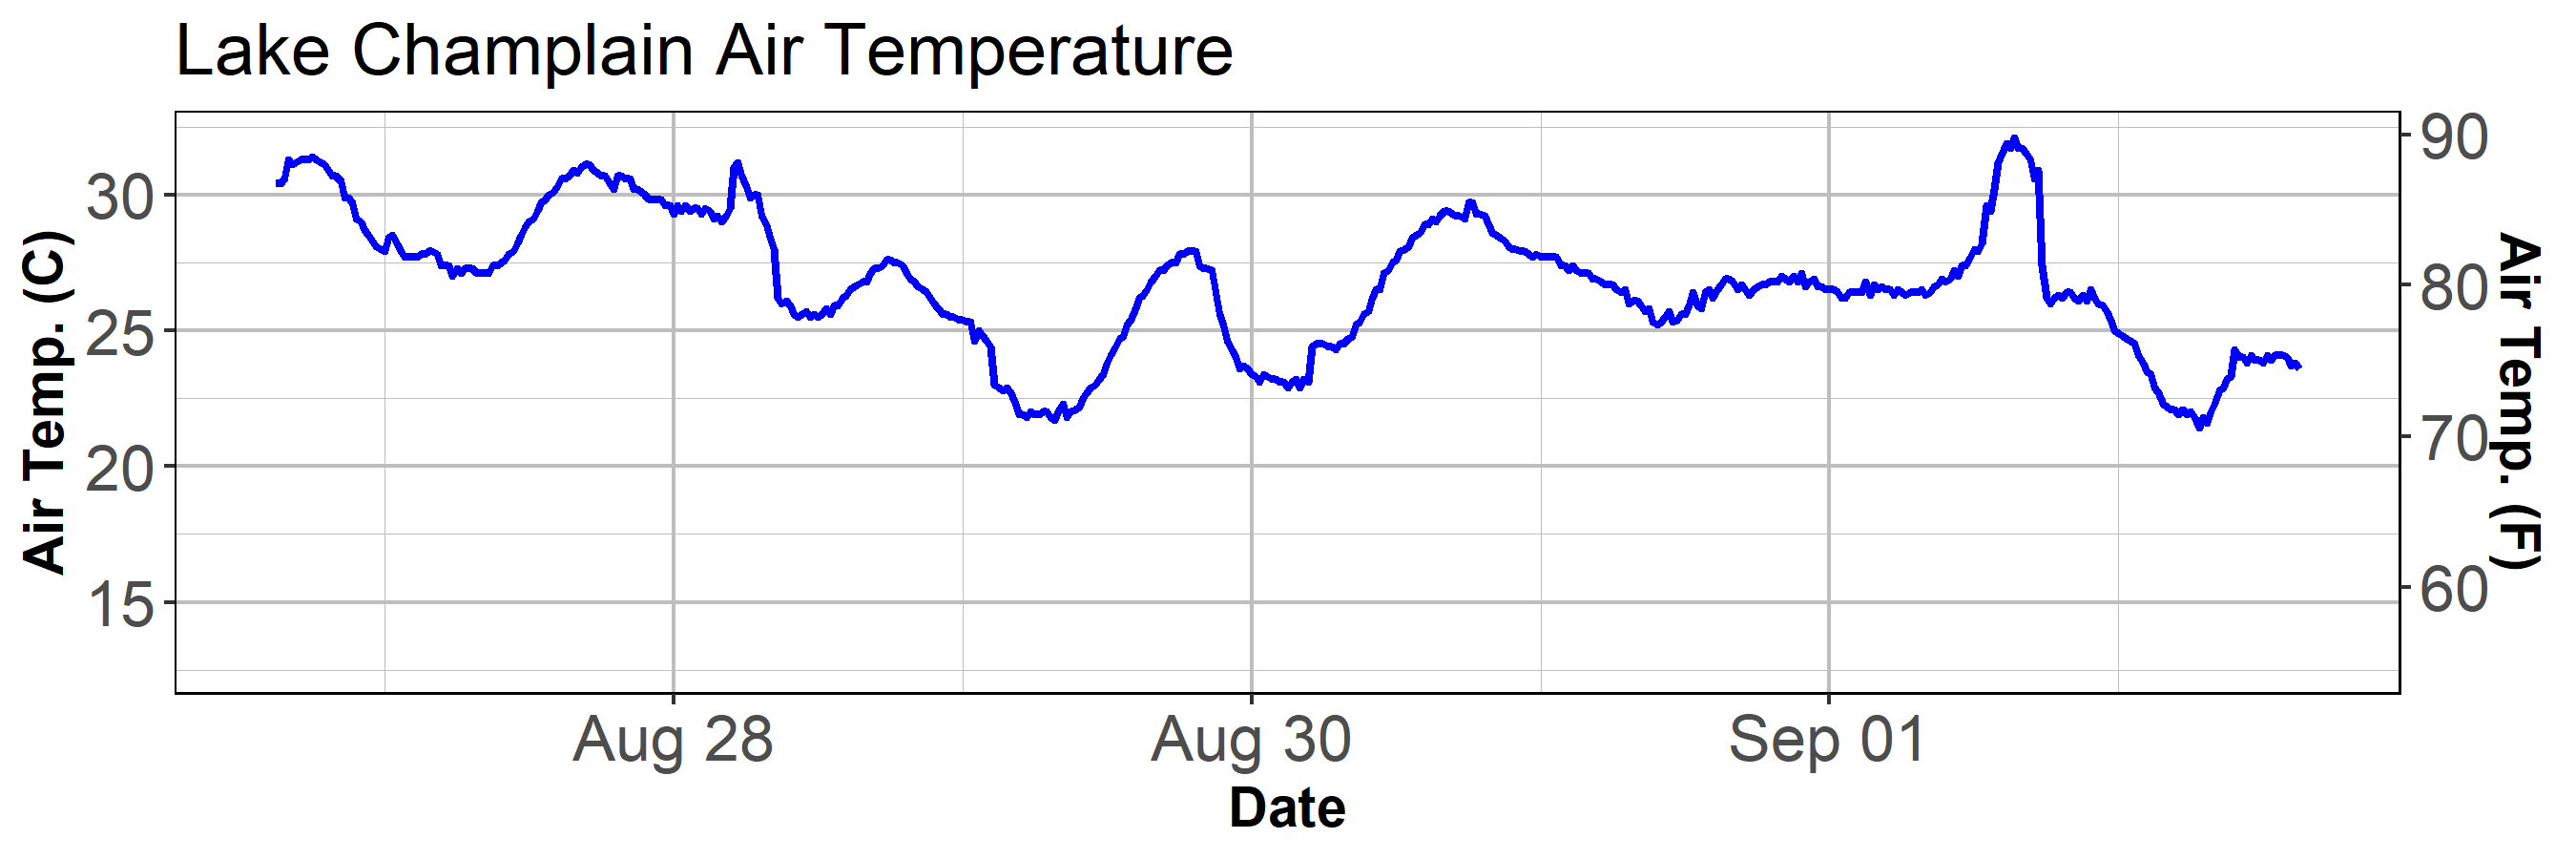 Lake Champlain Air Temperature
Air Temp. (C)
30
25
20
15
90
80
70
60
Air Temp. (F)
Aug 28
Aug 30
Sep 01
Date